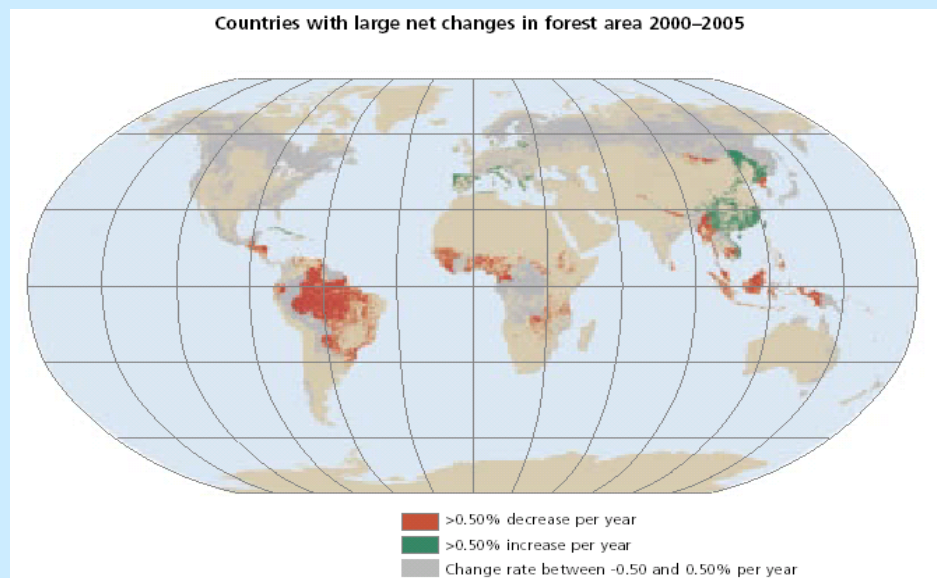 Countries with large net changes in forest area 2000–2005
>0.50% decrease per year
>0.50% increase per year
Change rate between -0.50 and 0.50% per year